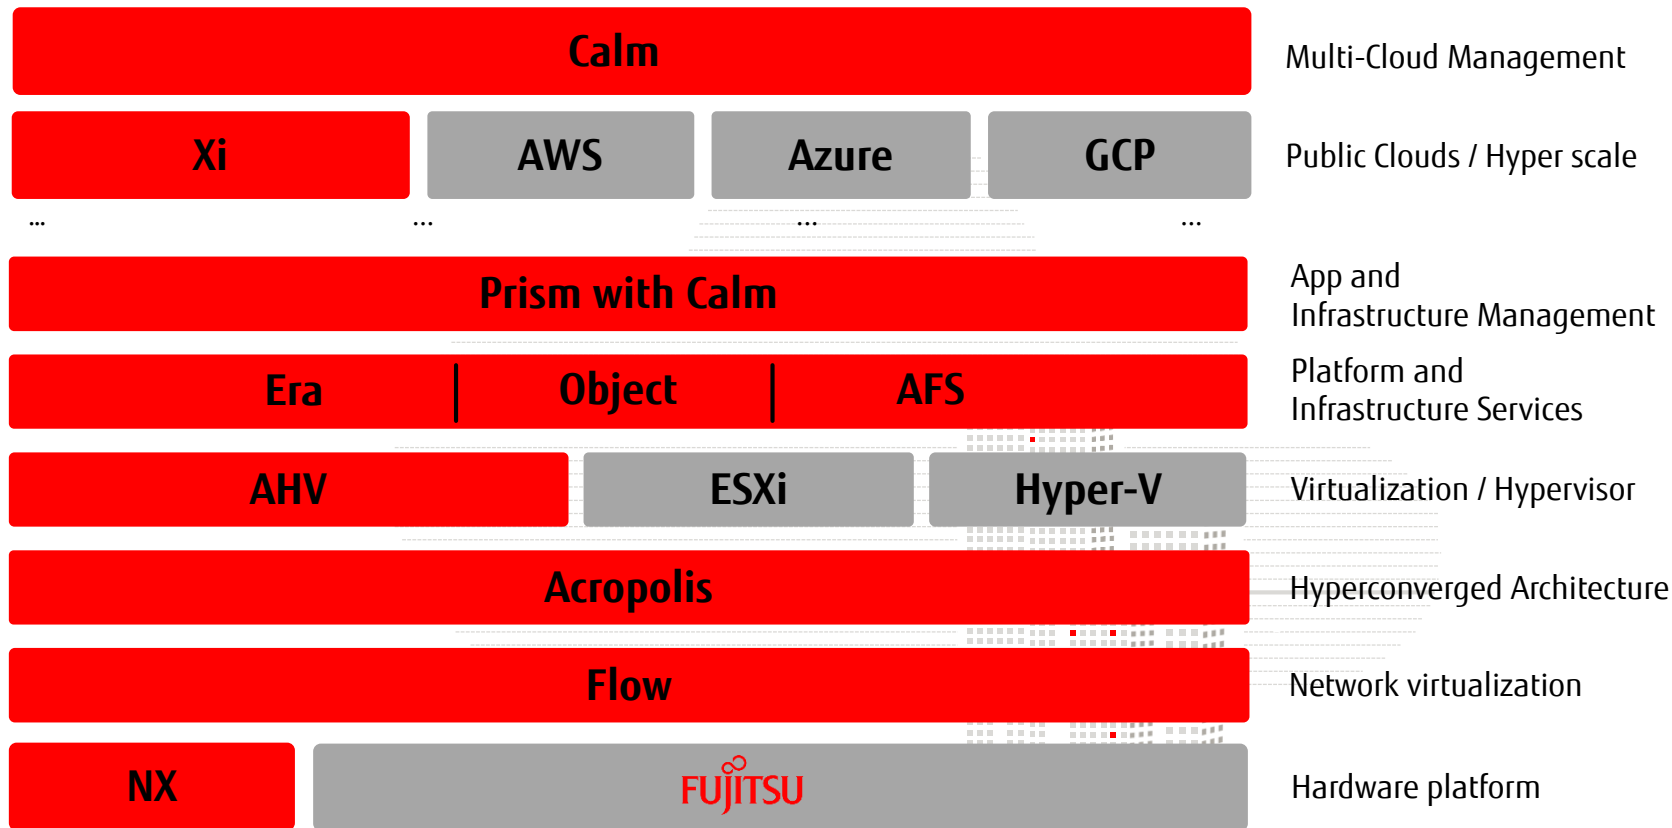 Calm
Multi-Cloud Management
Xi
AWS
Azure
GCP
Public Clouds / Hyper scale
...
...
...
...
Prism with Calm
App and
Infrastructure Management
Era
Object
AFS
Platform and
Infrastructure Services
AHV
ESXi
Hyper-V
Virtualization / Hypervisor
Acropolis
Hyperconverged Architecture
Flow
Network virtualization
NX
FUJITSU
Hardware platform